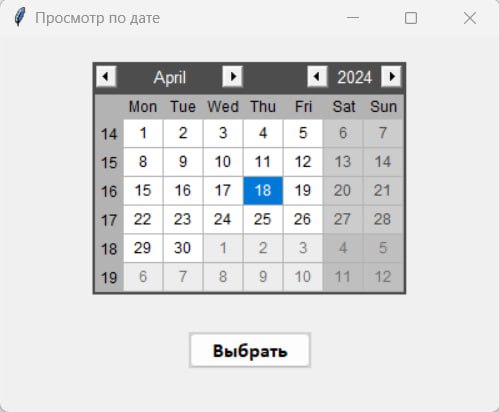 Просмотр по дате
April 2024
Mon Tue Wed Thu Fri Sat Sun
14 1 2 3 4 5 6 7
15 8 9 10 11 12 13 14
16 15 16 17 18 19 20 21
17 22 23 24 25 26 27 28
18 29 30 1 2 3 4 5
19 6 7 8 9 10 11 12
Выбрать